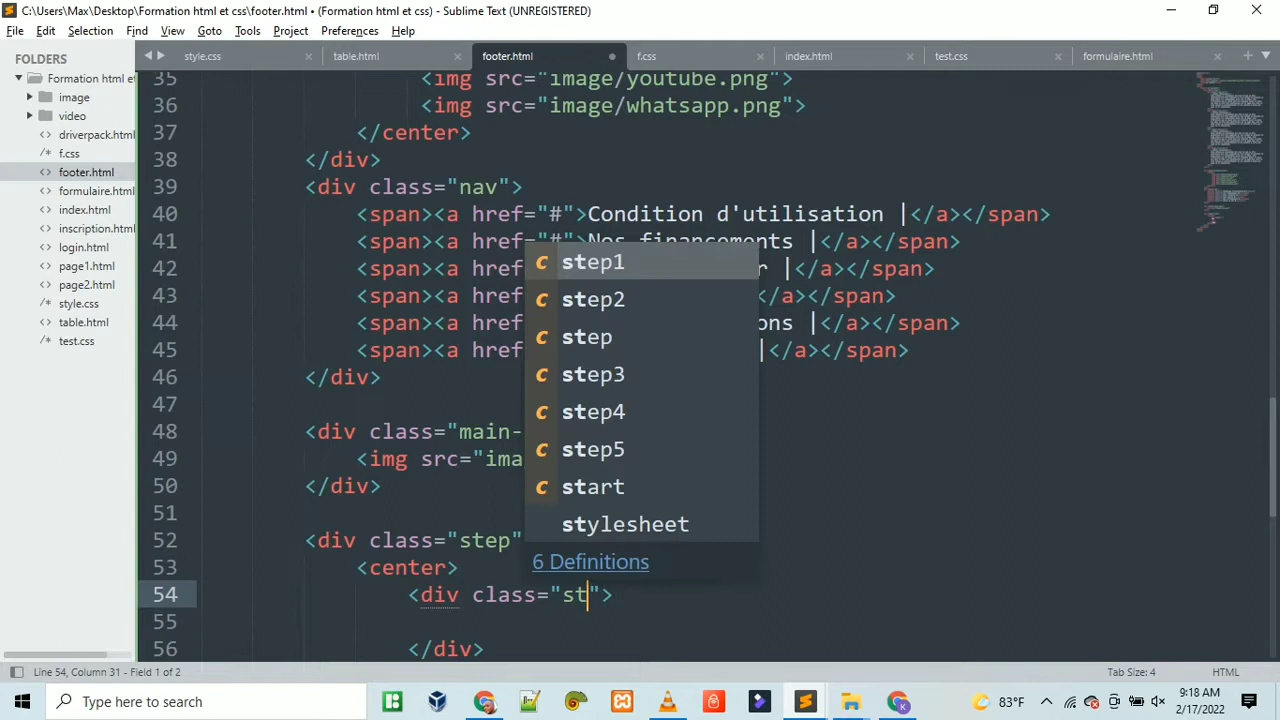 C:\Users\Max\Desktop\Formation html et css\footer.html • (Formation html et css) - Sublime Text (UNREGISTERED)
File Edit Selection Find View Goto Tools Project Preferences Help
FOLDERS
Formation html et
image
video
driverpack.html
f.css
footer.html
formulaire.html
index.html
inscription.html
login.html
page1.html
page2.html
style.css
table.html
test.css
style.css table.html footer.html f.css index.html test.css formulaire.html
35 <img src="image/youtube.png">
36 <img src="image/whatsapp.png">
37 </center>
38 </div>
39 <div class="nav">
40 <span><a href="#">Condition d'utilisation |</a></span>
41 <span><a href="#">Nos financements |</a></span>
42 <span><a href r |</a></span>
43 <span><a href </a></span>
44 <span><a href ons |</a></span>
45 <span><a href |</a></span>
46 </div>
47
48 <div class="main-
49 <img src="ima
50 </div>
51
52 <div class="step"
53 <center>
54 <div class="st">
55
56 </div>
step1
step2
step
step3
step4
step5
start
stylesheet
6 Definitions
Line 54, Column 31 - Field 1 of 2 Tab Size: 4 HTML
Type here to search 83°F 9:18 AM
2/17/2022